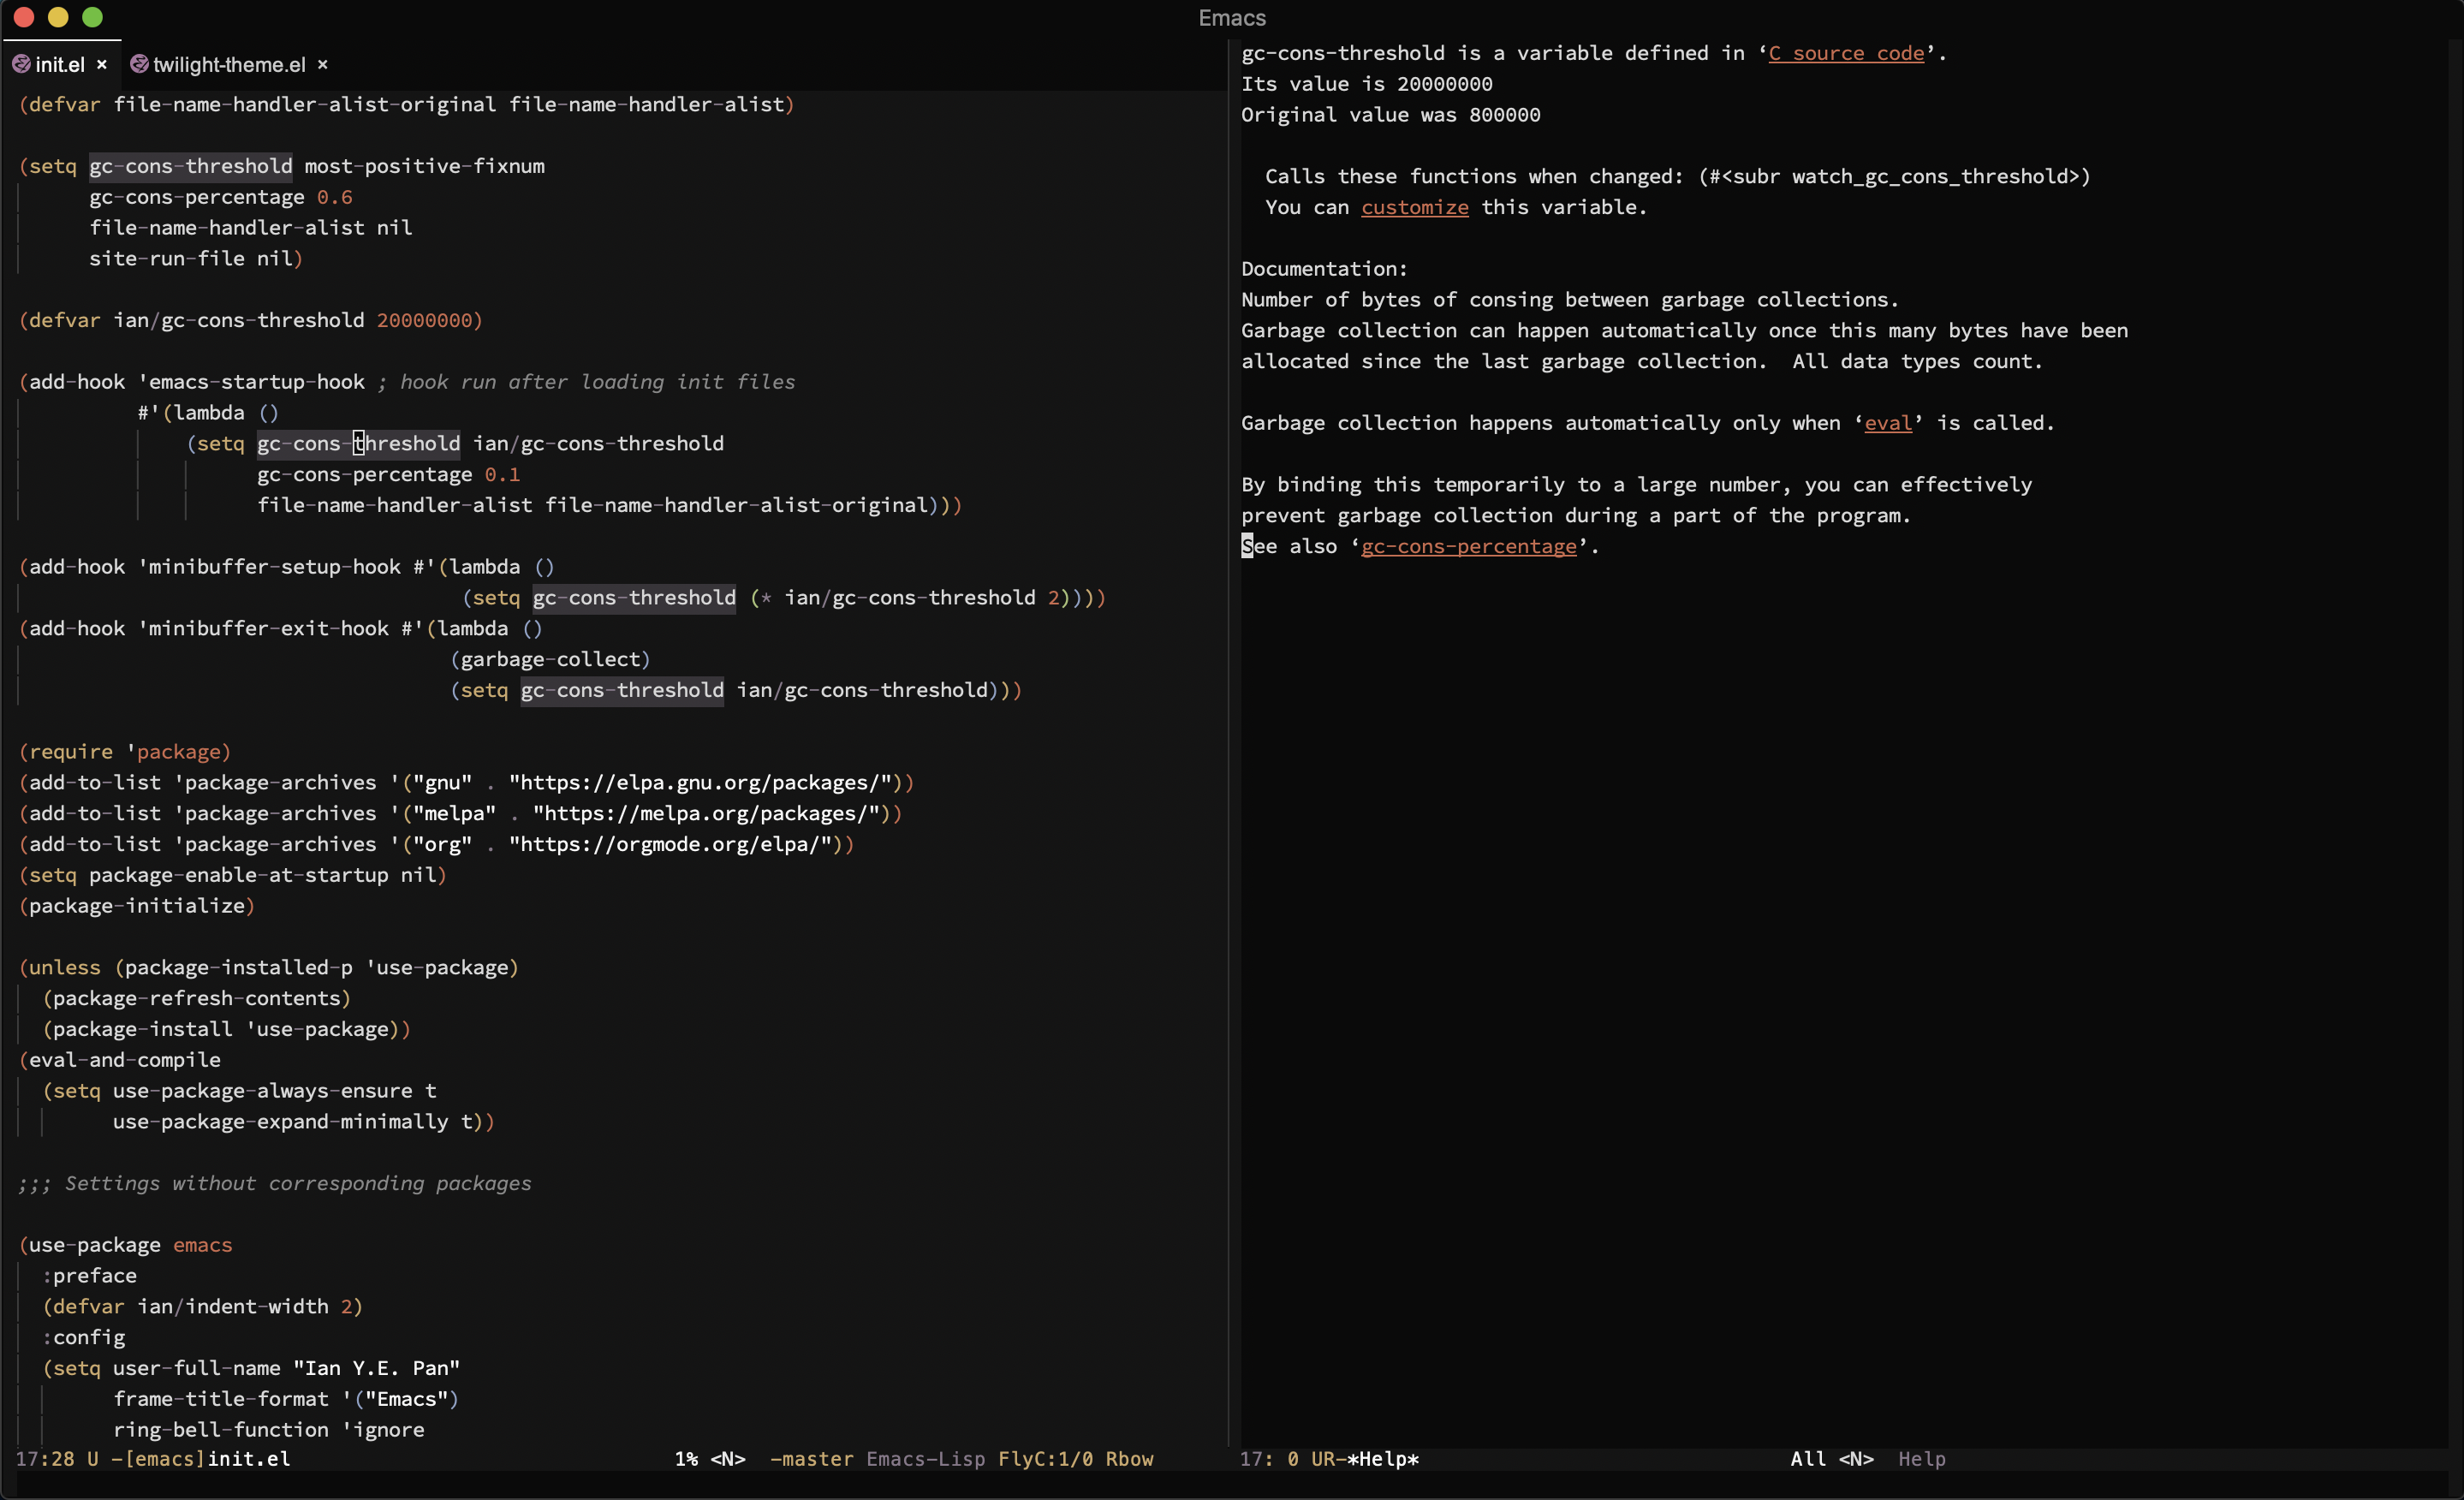 Emacs
init.el × twilight-theme.el ×
(defvar file-name-handler-alist-original file-name-handler-alist)
(setq gc-cons-threshold most-positive-fixnum
gc-cons-percentage 0.6
file-name-handler-alist nil
site-run-file nil)
(defvar ian/gc-cons-threshold 20000000)
(add-hook 'emacs-startup-hook ; hook run after loading init files
#'(lambda ()
(setq gc-cons-threshold ian/gc-cons-threshold
gc-cons-percentage 0.1
file-name-handler-alist file-name-handler-alist-original)))
(add-hook 'minibuffer-setup-hook #'(lambda ()
(setq gc-cons-threshold (* ian/gc-cons-threshold 2))))
(add-hook 'minibuffer-exit-hook #'(lambda ()
(garbage-collect)
(setq gc-cons-threshold ian/gc-cons-threshold)))
(require 'package)
(add-to-list 'package-archives '("gnu" . "https://elpa.gnu.org/packages/"))
(add-to-list 'package-archives '("melpa" . "https://melpa.org/packages/"))
(add-to-list 'package-archives '("org" . "https://orgmode.org/elpa/"))
(setq package-enable-at-startup nil)
(package-initialize)
(unless (package-installed-p 'use-package)
(package-refresh-contents)
(package-install 'use-package))
(eval-and-compile
(setq use-package-always-ensure t
use-package-expand-minimally t))
;;; Settings without corresponding packages
(use-package emacs
:preface
(defvar ian/indent-width 2)
:config
(setq user-full-name "Ian Y.E. Pan"
frame-title-format '("Emacs")
ring-bell-function 'ignore
17:28 U -[emacs]init.el 1% <N> -master Emacs-Lisp FlyC:1/0 Rbow
gc-cons-threshold is a variable defined in ‘C source code’.
Its value is 20000000
Original value was 800000
Calls these functions when changed: (#<subr watch_gc_cons_threshold>)
You can customize this variable.
Documentation:
Number of bytes of consing between garbage collections.
Garbage collection can happen automatically once this many bytes have been
allocated since the last garbage collection.  All data types count.
Garbage collection happens automatically only when ‘eval’ is called.
By binding this temporarily to a large number, you can effectively
prevent garbage collection during a part of the program.
See also ‘gc-cons-percentage’.
17: 0 UR-*Help* All <N> Help